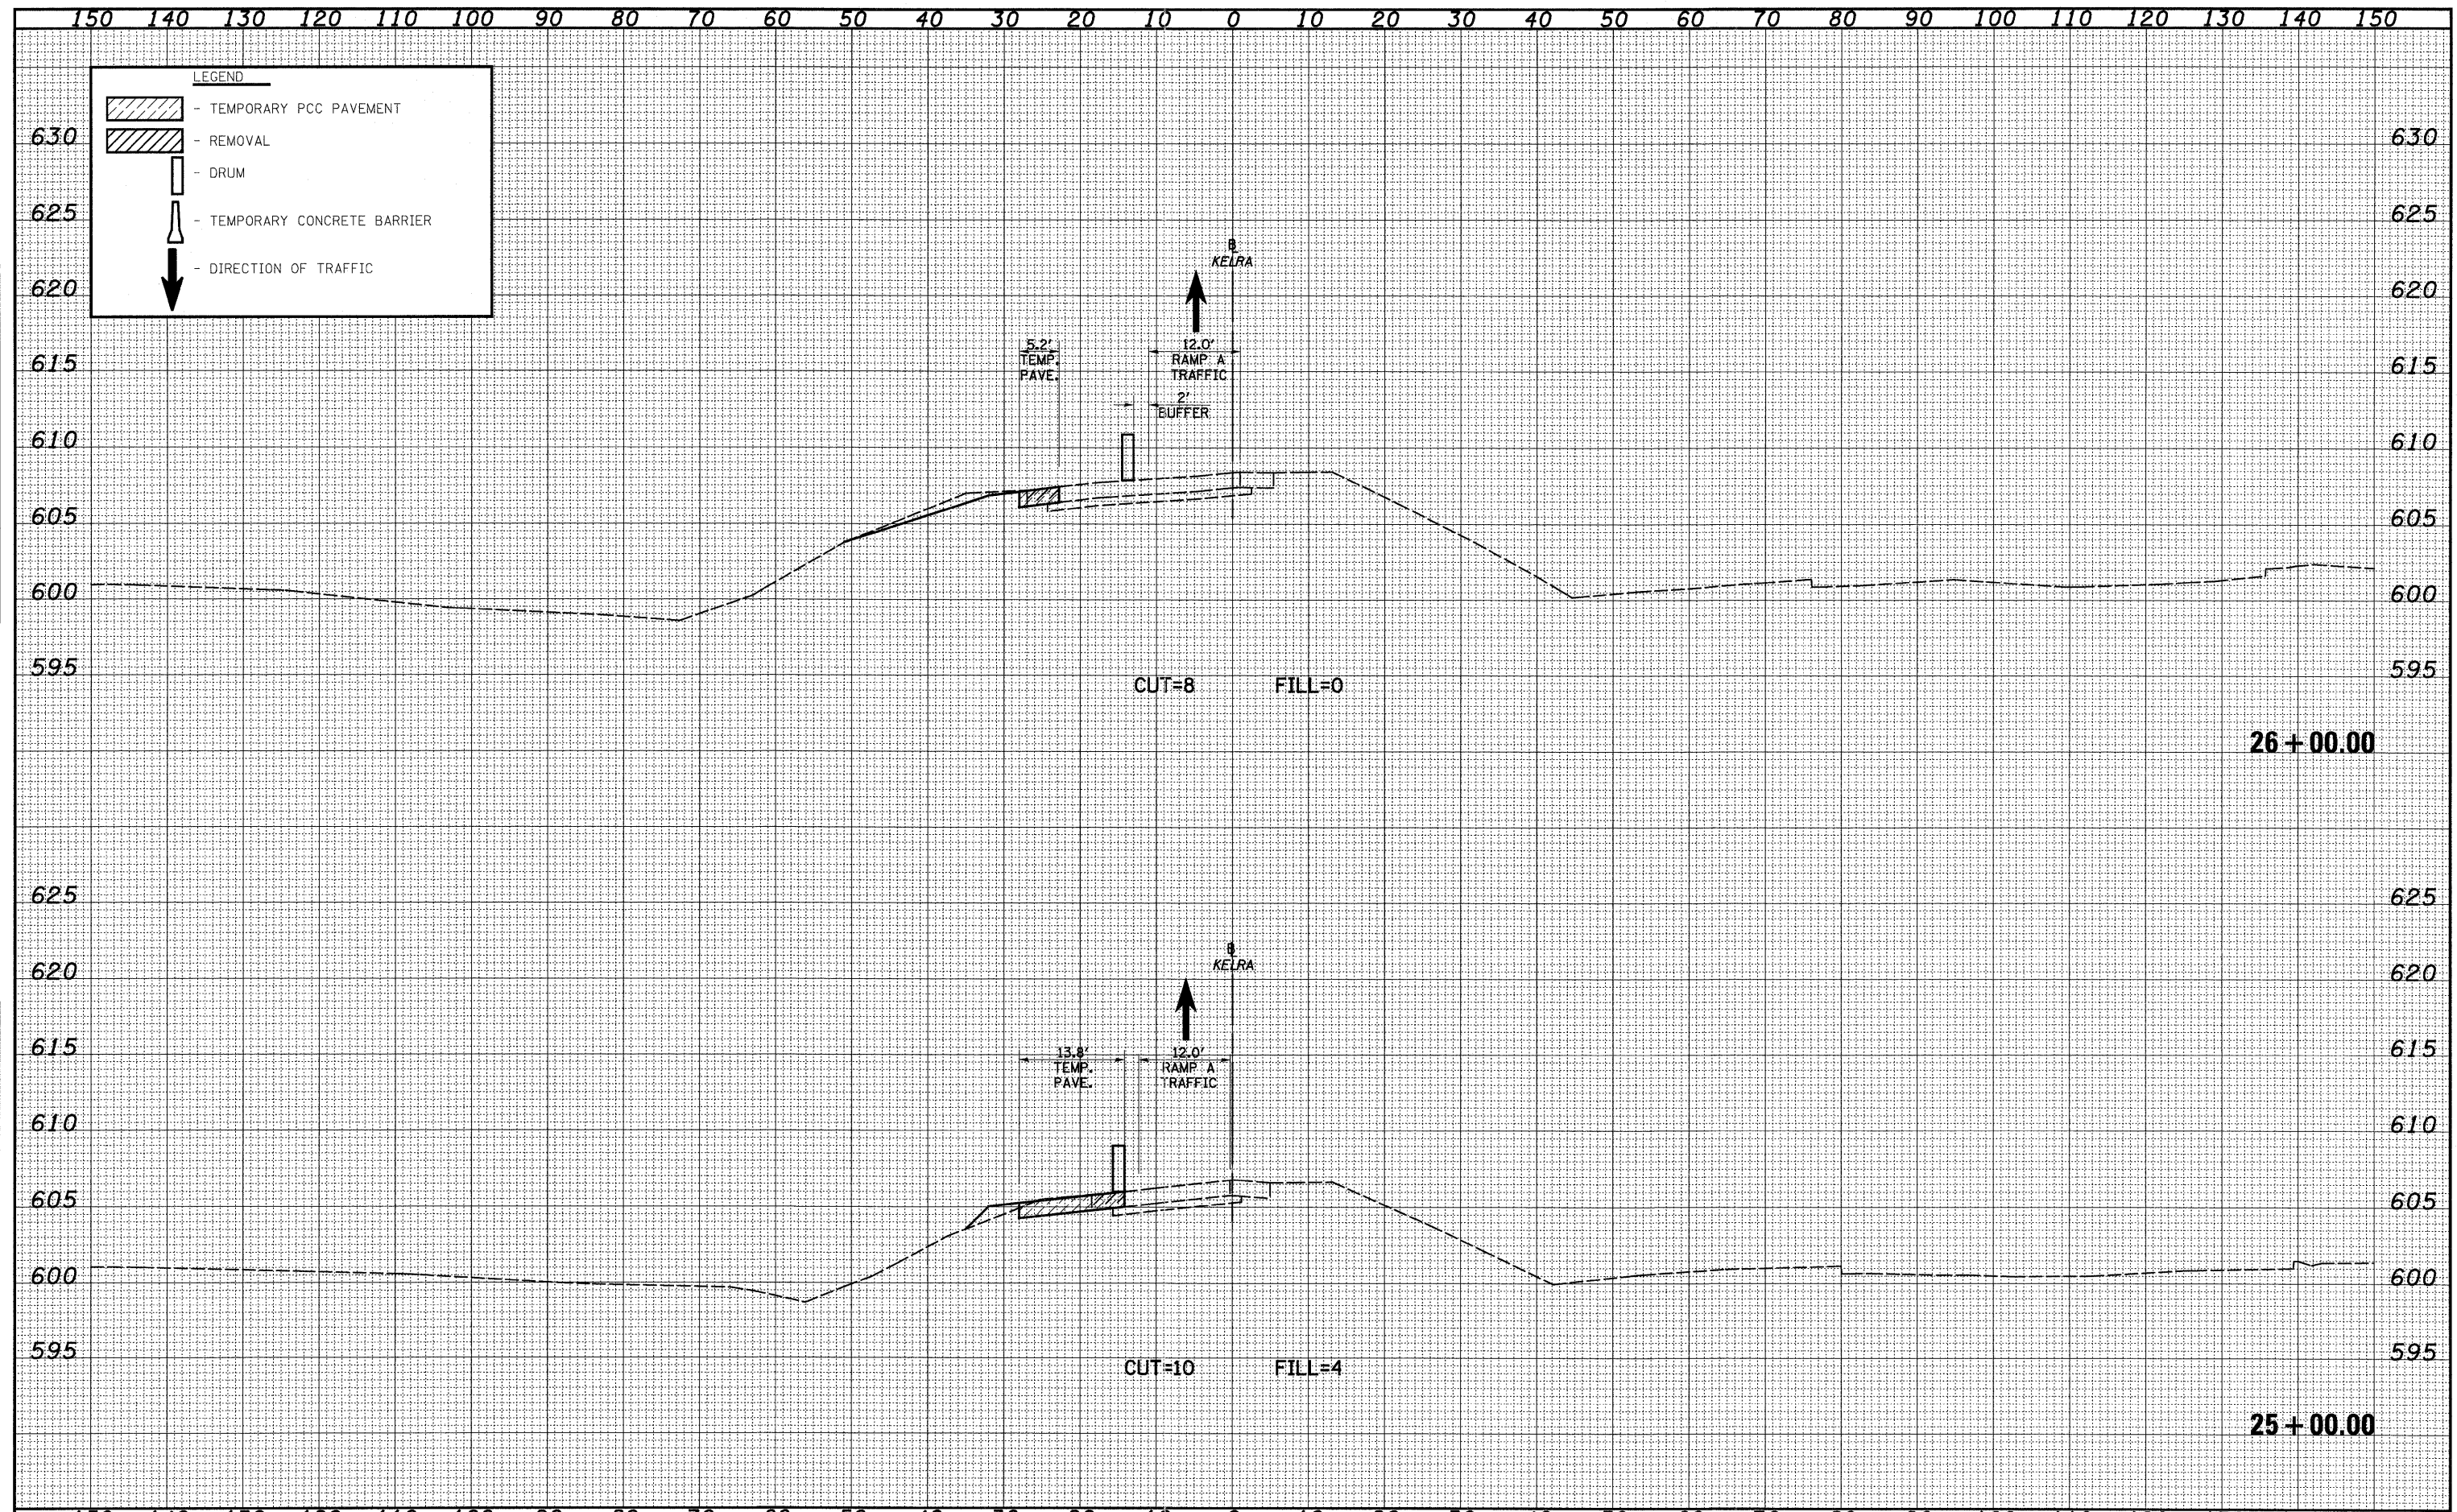 150 140 130 120 110 100 90 80 70 60 50 40 30 20 10 0 10 20 30 40 50 60 70 80 90 100 110 120 130 140 150
LEGEND
- TEMPORARY PCC PAVEMENT
- REMOVAL
- DRUM
- TEMPORARY CONCRETE BARRIER
- DIRECTION OF TRAFFIC
630 630
625 625
B
KELRA
620 620
5.2' 12.0'
TEMP. RAMP A
PAVE. TRAFFIC
615 615
2'
BUFFER
610 610
605 605
600 600
595 595
CUT=8 FILL=0
26+00.00
625 625
B
KELRA
620 620
615 615
13.8' 12.0'
TEMP. RAMP A
PAVE. TRAFFIC
610 610
605 605
600 600
595 595
CUT=10 FILL=4
25+00.00